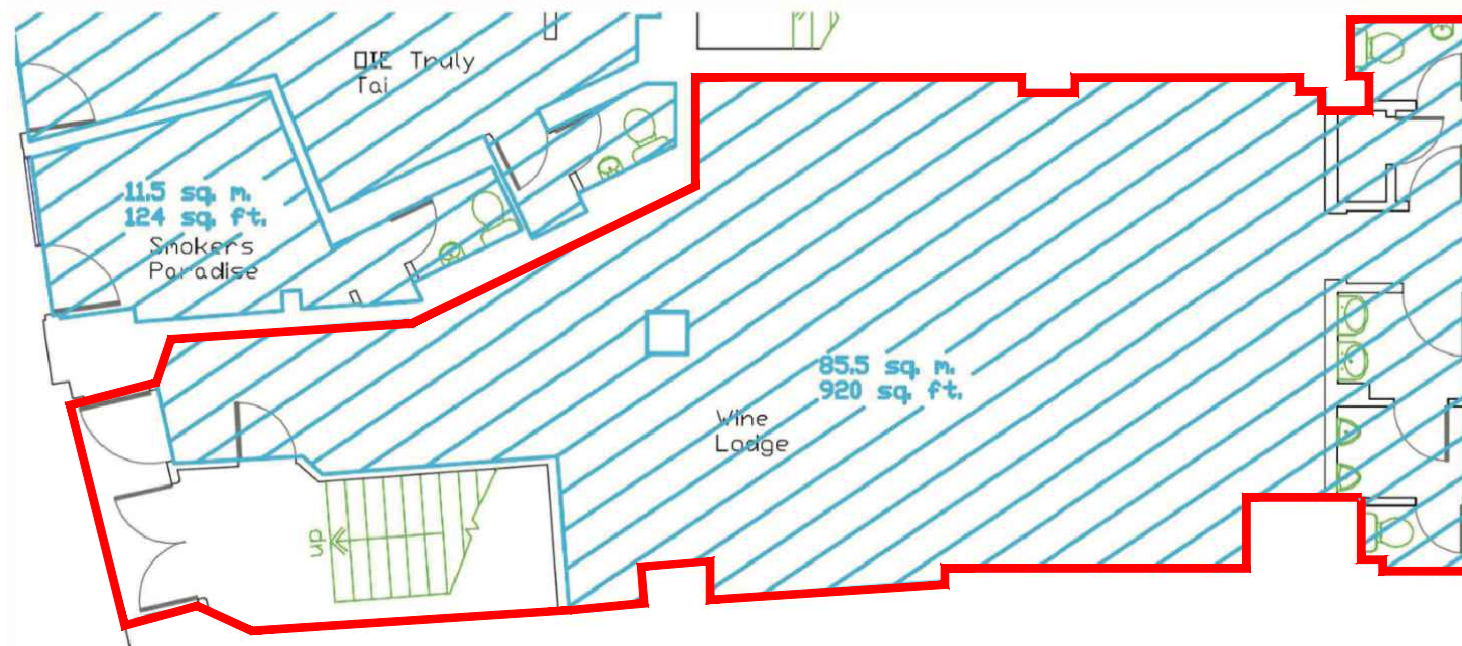 OIE Truly
Tai
11.5 sq. m.
124 sq. ft.
Smokers
Paradise
85.5 sq. m.
920 sq. ft.
Wine
Lodge
up